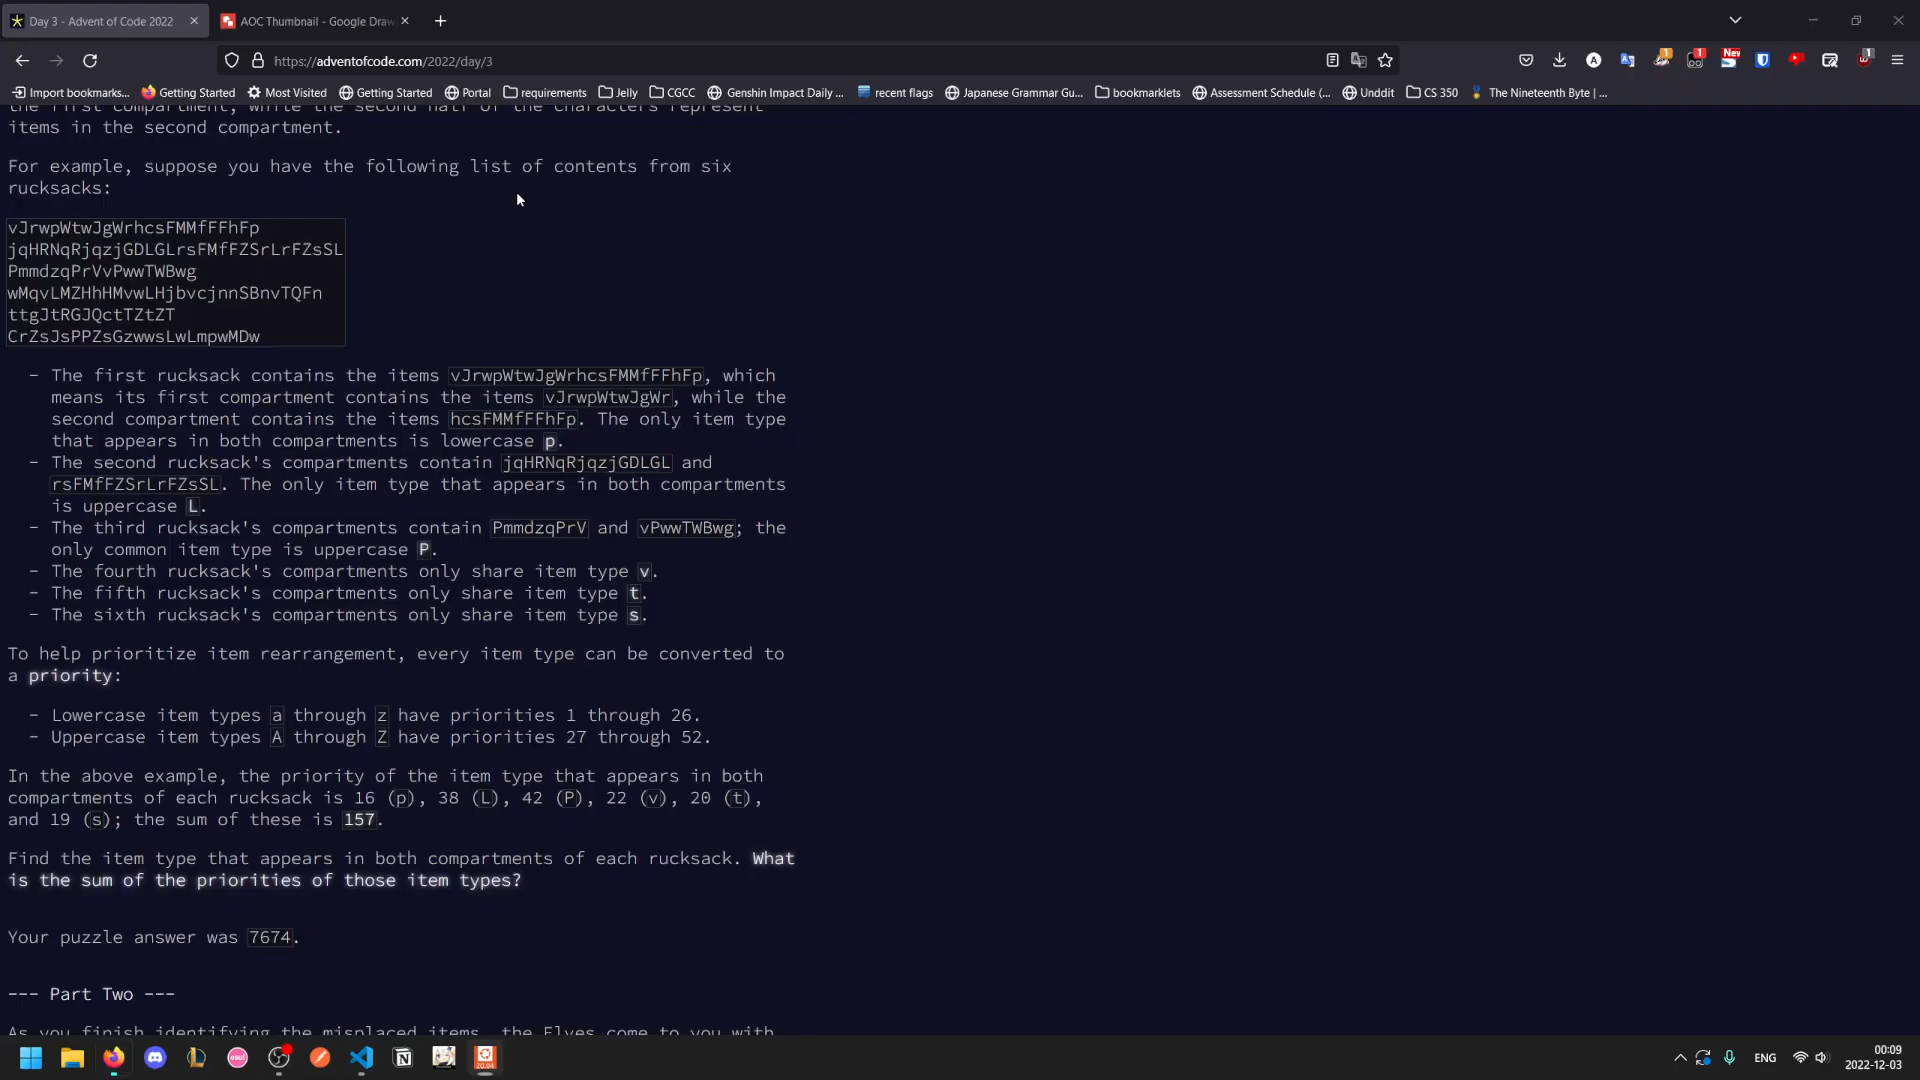 Day 3 - Advent of Code 2022
AOC Thumbnail - Google Draw
https://adventofcode.com/2022/day/3
Import bookmarks... Getting Started Most Visited Getting Started Portal requirements Jelly CGCC Genshin Impact Daily ... recent flags Japanese Grammar Gu... bookmarklets Assessment Schedule (... Unddit CS 350 The Nineteenth Byte | ...
the first compartment, while the second half of the characters represent
items in the second compartment.
For example, suppose you have the following list of contents from six
rucksacks:
vJrwpWtwJgWrhcsFMMfFFhFp
jqHRNqRjqzjGDLGLrsFMfFZSrLrFZsSL
PmmdzqPrVvPwwTWBwg
wMqvLMZHhHMvwLHjbvcjnnSBnvTQFn
ttgJtRGJQctTZtZT
CrZsJsPPZsGzwwsLwLmpwMDw
- The first rucksack contains the items vJrwpWtwJgWrhcsFMMfFFhFp, which
means its first compartment contains the items vJrwpWtwJgWr, while the
second compartment contains the items hcsFMMfFFhFp. The only item type
that appears in both compartments is lowercase p.
- The second rucksack's compartments contain jqHRNqRjqzjGDLGL and
rsFMfFZSrLrFZsSL. The only item type that appears in both compartments
is uppercase L.
- The third rucksack's compartments contain PmmdzqPrV and vPwwTWBwg; the
only common item type is uppercase P.
- The fourth rucksack's compartments only share item type v.
- The fifth rucksack's compartments only share item type t.
- The sixth rucksack's compartments only share item type s.
To help prioritize item rearrangement, every item type can be converted to
a priority:
- Lowercase item types a through z have priorities 1 through 26.
- Uppercase item types A through Z have priorities 27 through 52.
In the above example, the priority of the item type that appears in both
compartments of each rucksack is 16 (p), 38 (L), 42 (P), 22 (v), 20 (t),
and 19 (s); the sum of these is 157.
Find the item type that appears in both compartments of each rucksack. What
is the sum of the priorities of those item types?
Your puzzle answer was 7674.
--- Part Two ---
As you finish identifying the misplaced items, the Elves come to you with
ENG
00:09
2022-12-03